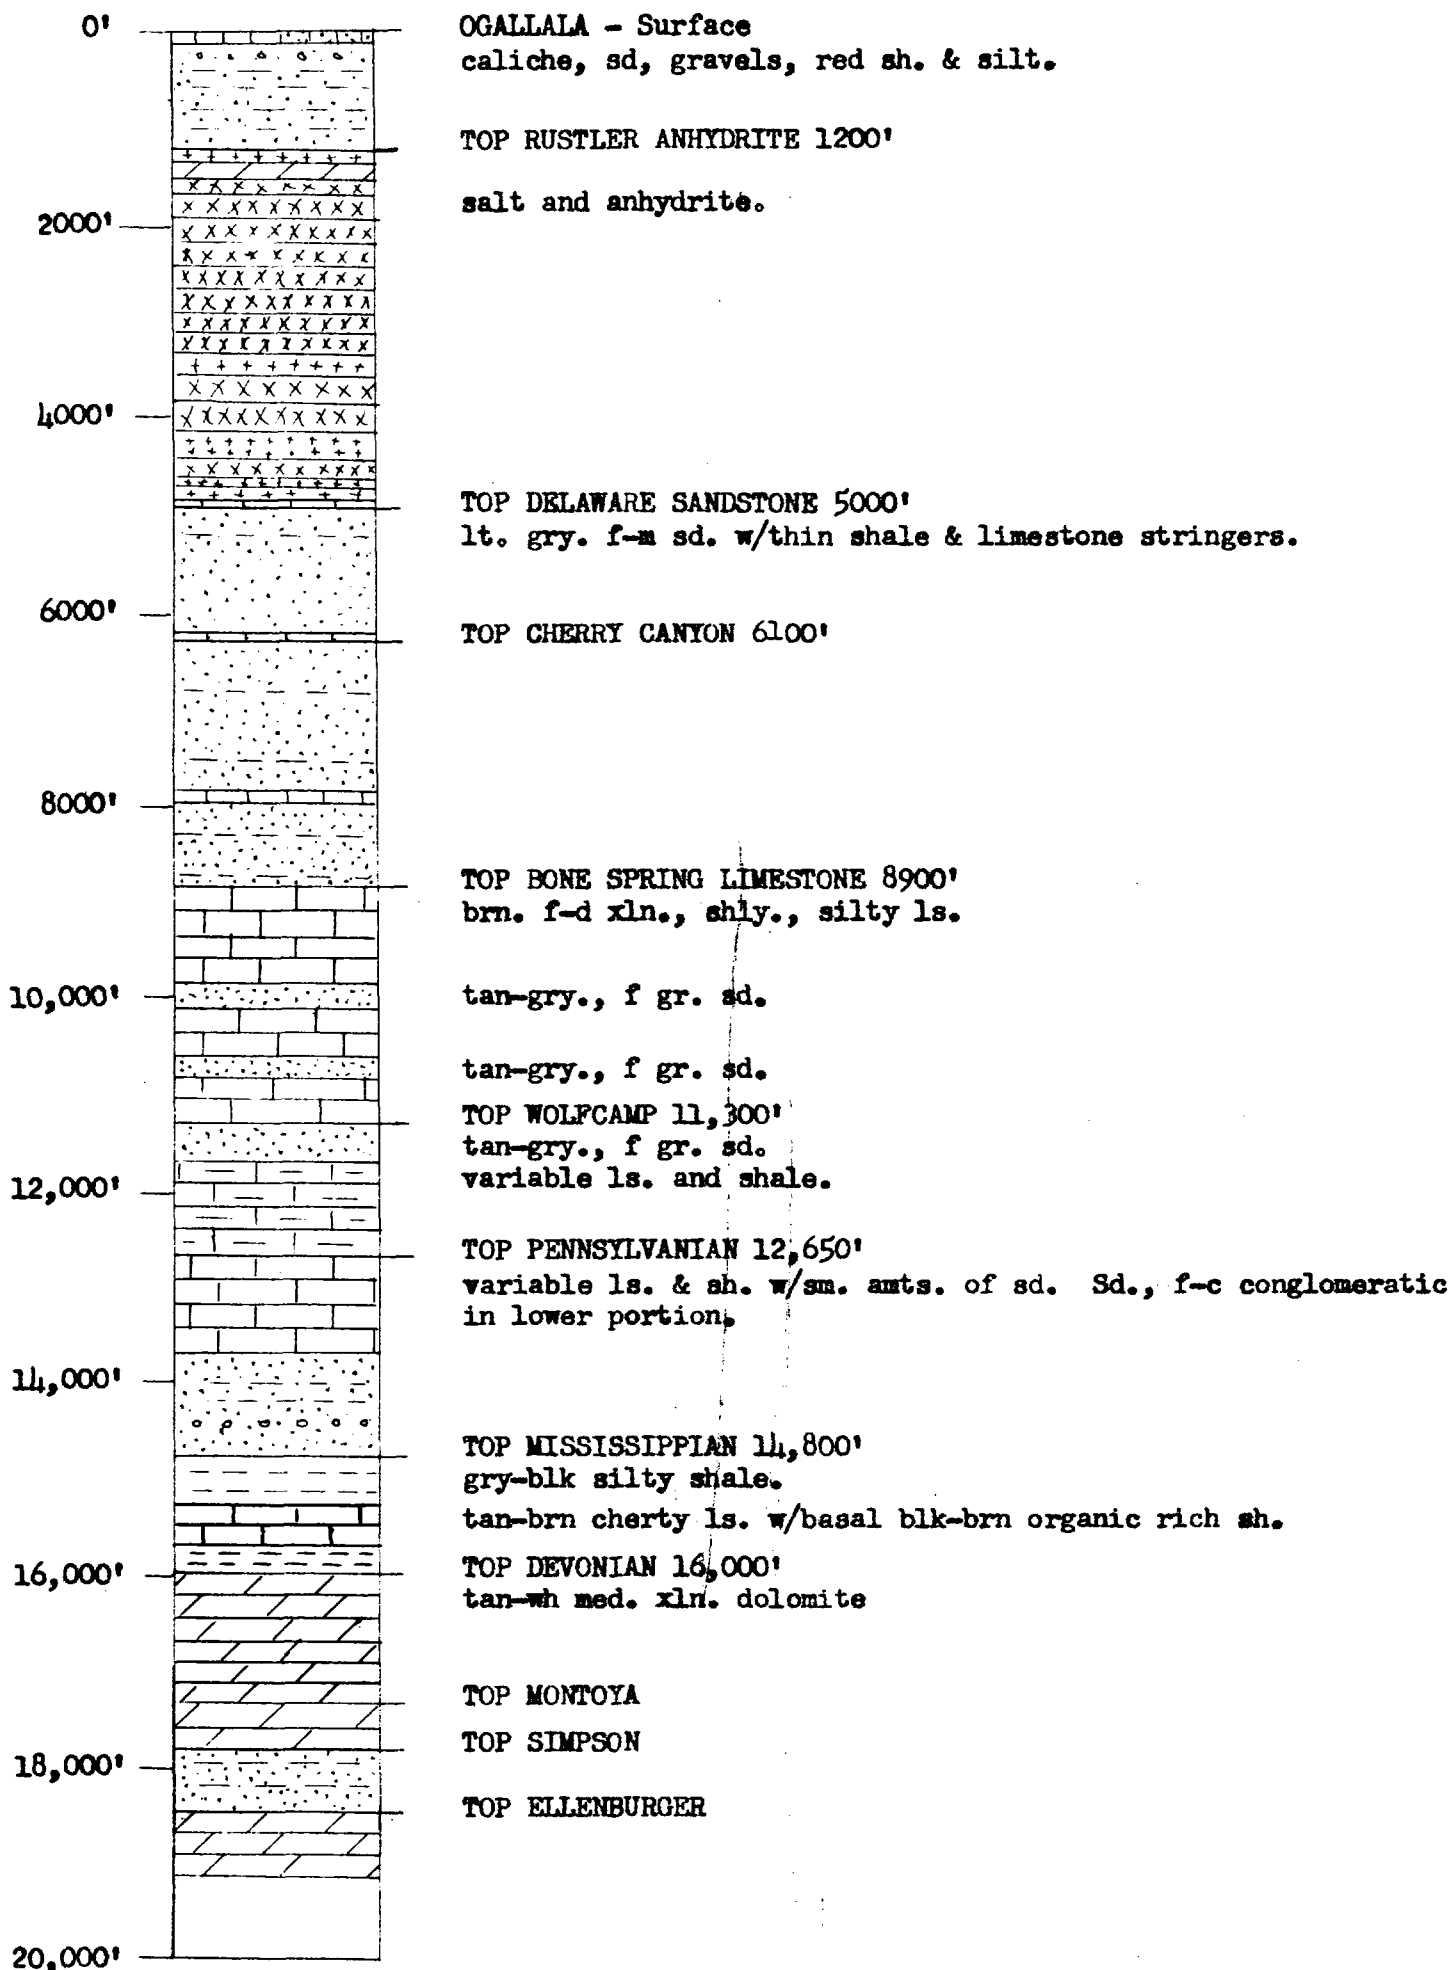 0'
OGALLALA - Surface
caliche, sd, gravels, red sh. & silt.
TOP RUSTLER ANHYDRITE 1200'
salt and anhydrite.
2000'
4000'
TOP DELAWARE SANDSTONE 5000'
lt. gry. f-m sd. w/thin shale & limestone stringers.
6000'
TOP CHERRY CANYON 6100'
8000'
TOP BONE SPRING LIMESTONE 8900'
brn. f-d xln., shly., silty ls.
10,000'
tan-gry., f gr. sd.
tan-gry., f gr. sd.
TOP WOLFCAMP 11,300'
tan-gry., f gr. sd.
variable ls. and shale.
12,000'
TOP PENNSYLVANIAN 12,650'
variable ls. & sh. w/sm. amts. of sd. Sd., f-c conglomeratic
in lower portion.
14,000'
TOP MISSISSIPPIAN 14,800'
gry-blk silty shale.
tan-brn cherty ls. w/basal blk-brn organic rich sh.
TOP DEVONIAN 16,000'
16,000'
tan-wh med. xln. dolomite
TOP MONTOYA
TOP SIMPSON
18,000'
TOP ELLENBURGER
20,000'